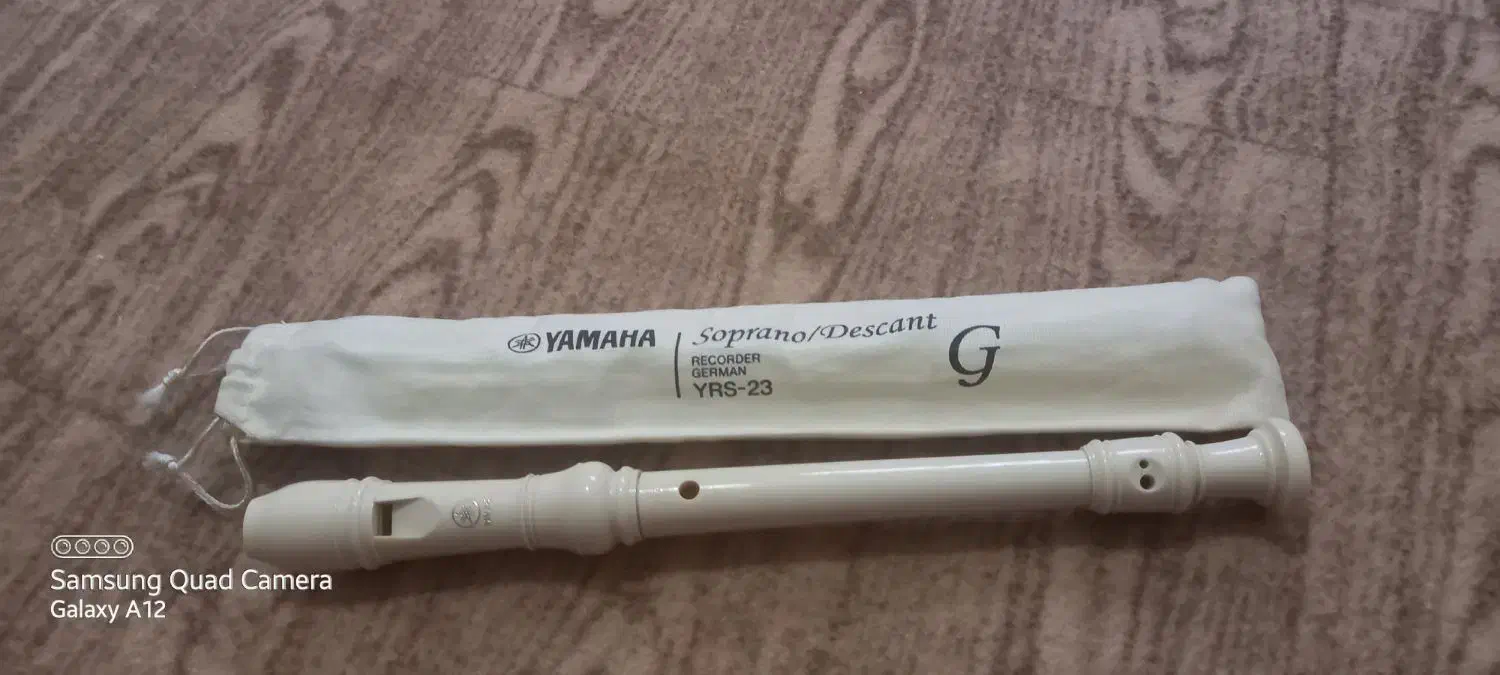 YAMAHA
Soprano/Descant
RECORDER
GERMAN
YRS-23
G
Samsung Quad Camera
Galaxy A12